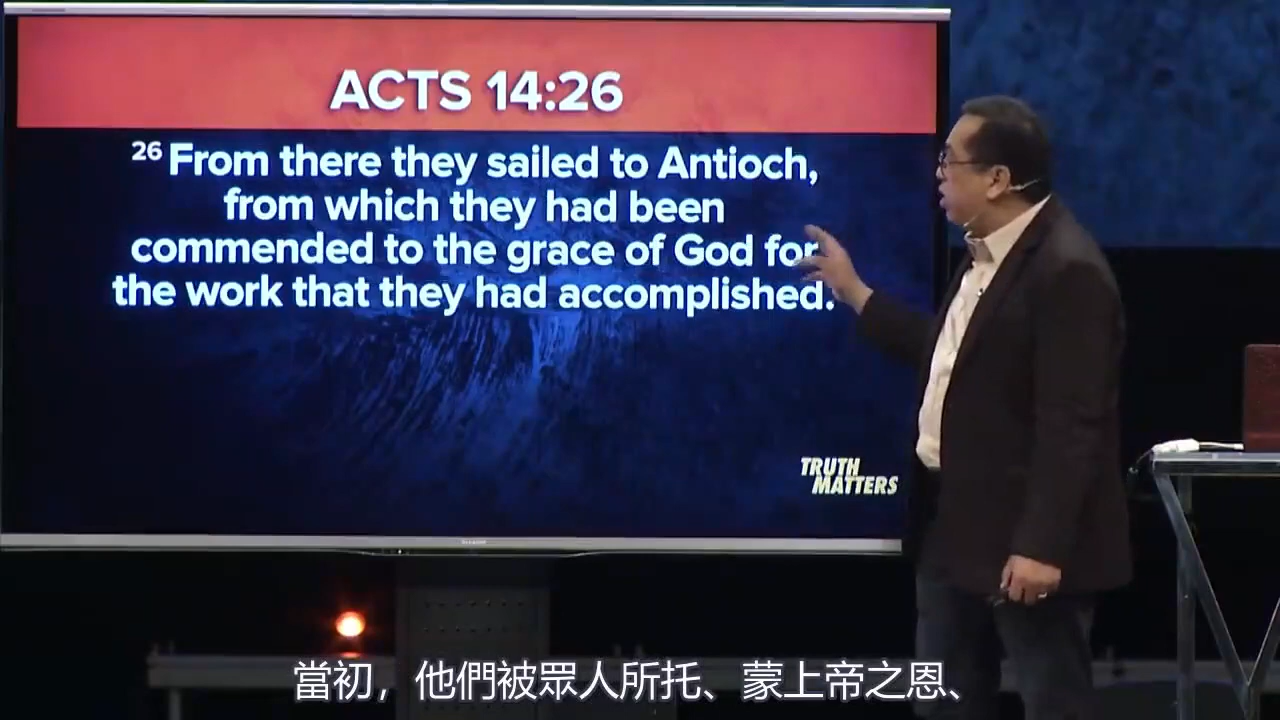 ACTS 14:26
26 From there they sailed to Antioch,
from which they had been
commended to the grace of God for
the work that they had accomplished.
TRUTH
MATTERS
當初，他們被眾人所托、蒙上帝之恩、